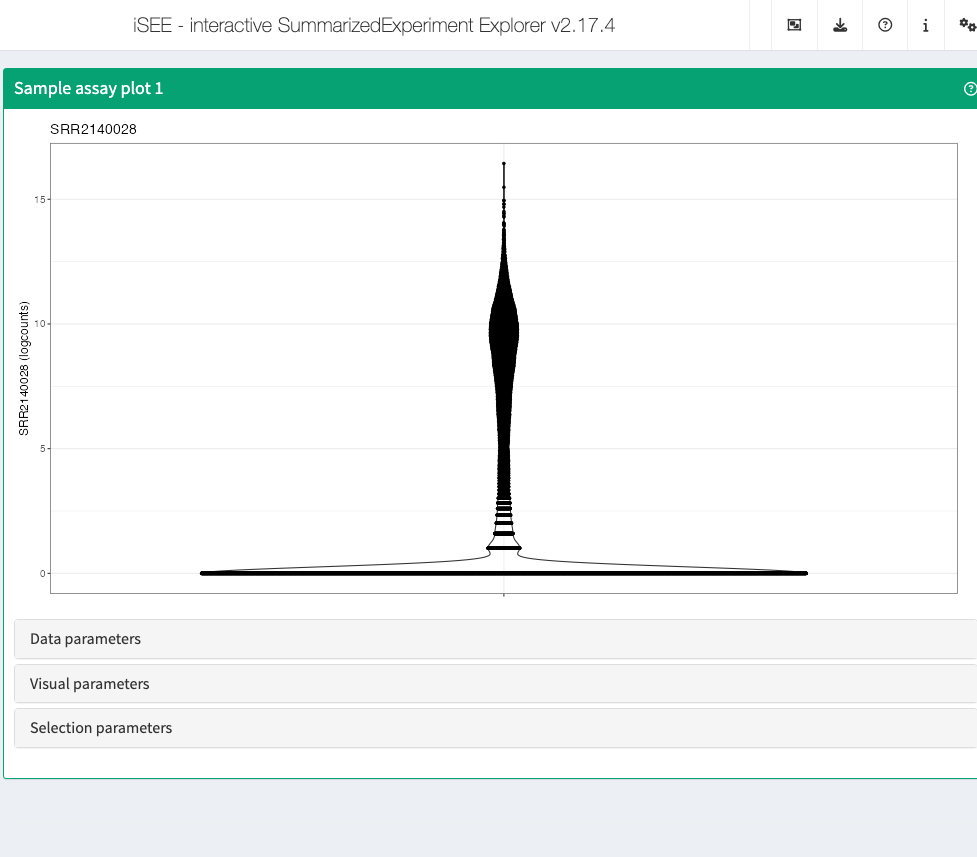 iSEE - interactive SummarizedExperiment Explorer v2.17.4
Sample assay plot 1
SRR2140028
15
10
5
0
SRR2140028 (logcounts)
Data parameters
Visual parameters
Selection parameters